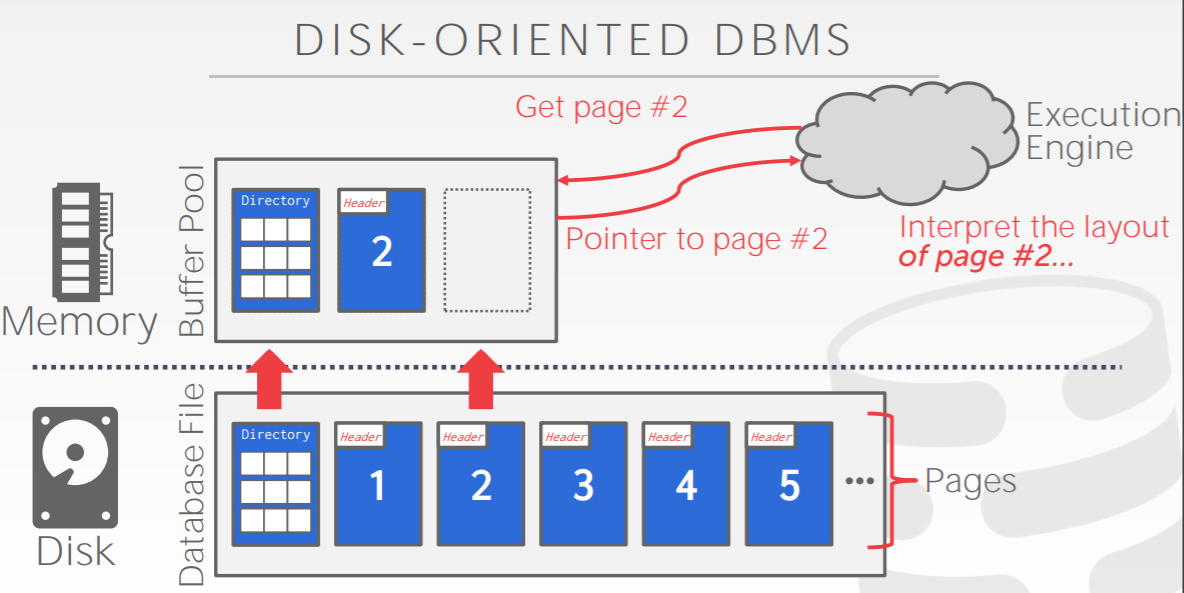 DISK-ORIENTED DBMS
Get page #2
Execution
Engine
Buffer Pool
Directory
Header
2
Pointer to page #2
Interpret the layout
of page #2...
Memory
Database File
Directory
Header
1
Header
2
Header
3
Header
4
Header
5
...
Pages
Disk